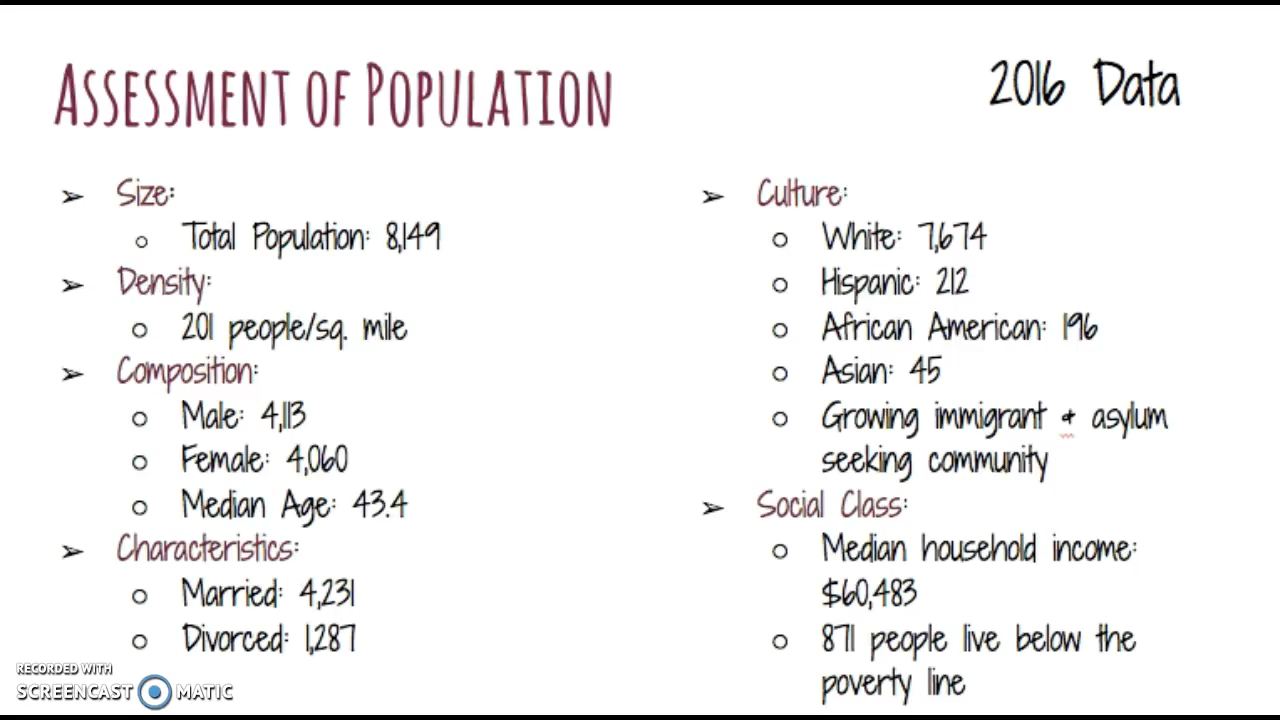 ASSESSMENT OF POPULATION
2016 Data
➢ Size:
○ Total Population: 8,149
➢ Density:
○ 201 people/sq. mile
➢ Composition:
○ Male: 4,113
○ Female: 4,060
○ Median Age: 43.4
➢ Characteristics:
○ Married: 4,231
○ Divorced: 1,287
➢ Culture:
○ White: 7,674
○ Hispanic: 212
○ African American: 196
○ Asian: 45
○ Growing immigrant & asylum
seeking community
➢ Social Class:
○ Median household income:
$60,483
○ 871 people live below the
poverty line
RECORDED WITH
SCREENCAST MATIC